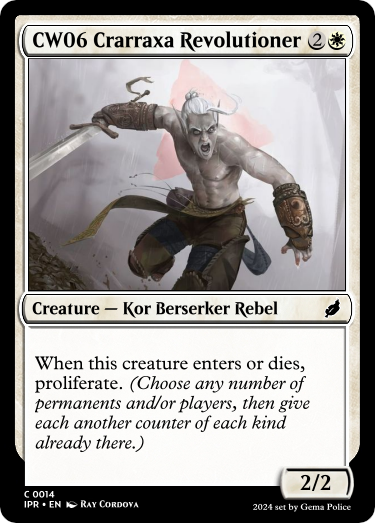 CW06 Crarraxa Revolutioner 2
Creature — Kor Berserker Rebel
When this creature enters or dies,
proliferate. (Choose any number of
permanents and/or players, then give
each another counter of each kind
already there.)
2/2
C 0014
IPR • EN Ray Cordova
2024 set by Gema Police